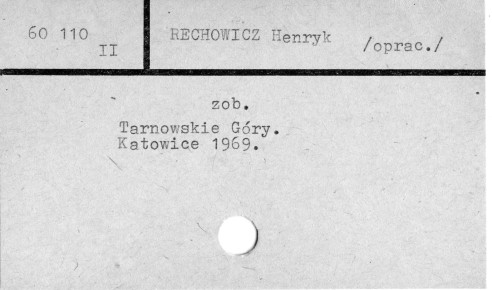 60 110
II
RECHOWICZ Henryk /oprac./
zob.
Tarnowskie Góry.
Katowice 1969.